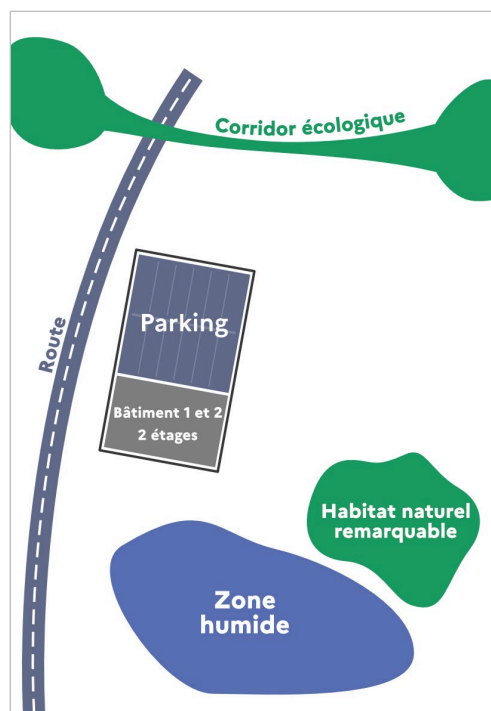 Corridor écologique
Route
Parking
Bâtiment 1 et 2
2 étages
Habitat naturel
remarquable
Zone
humide